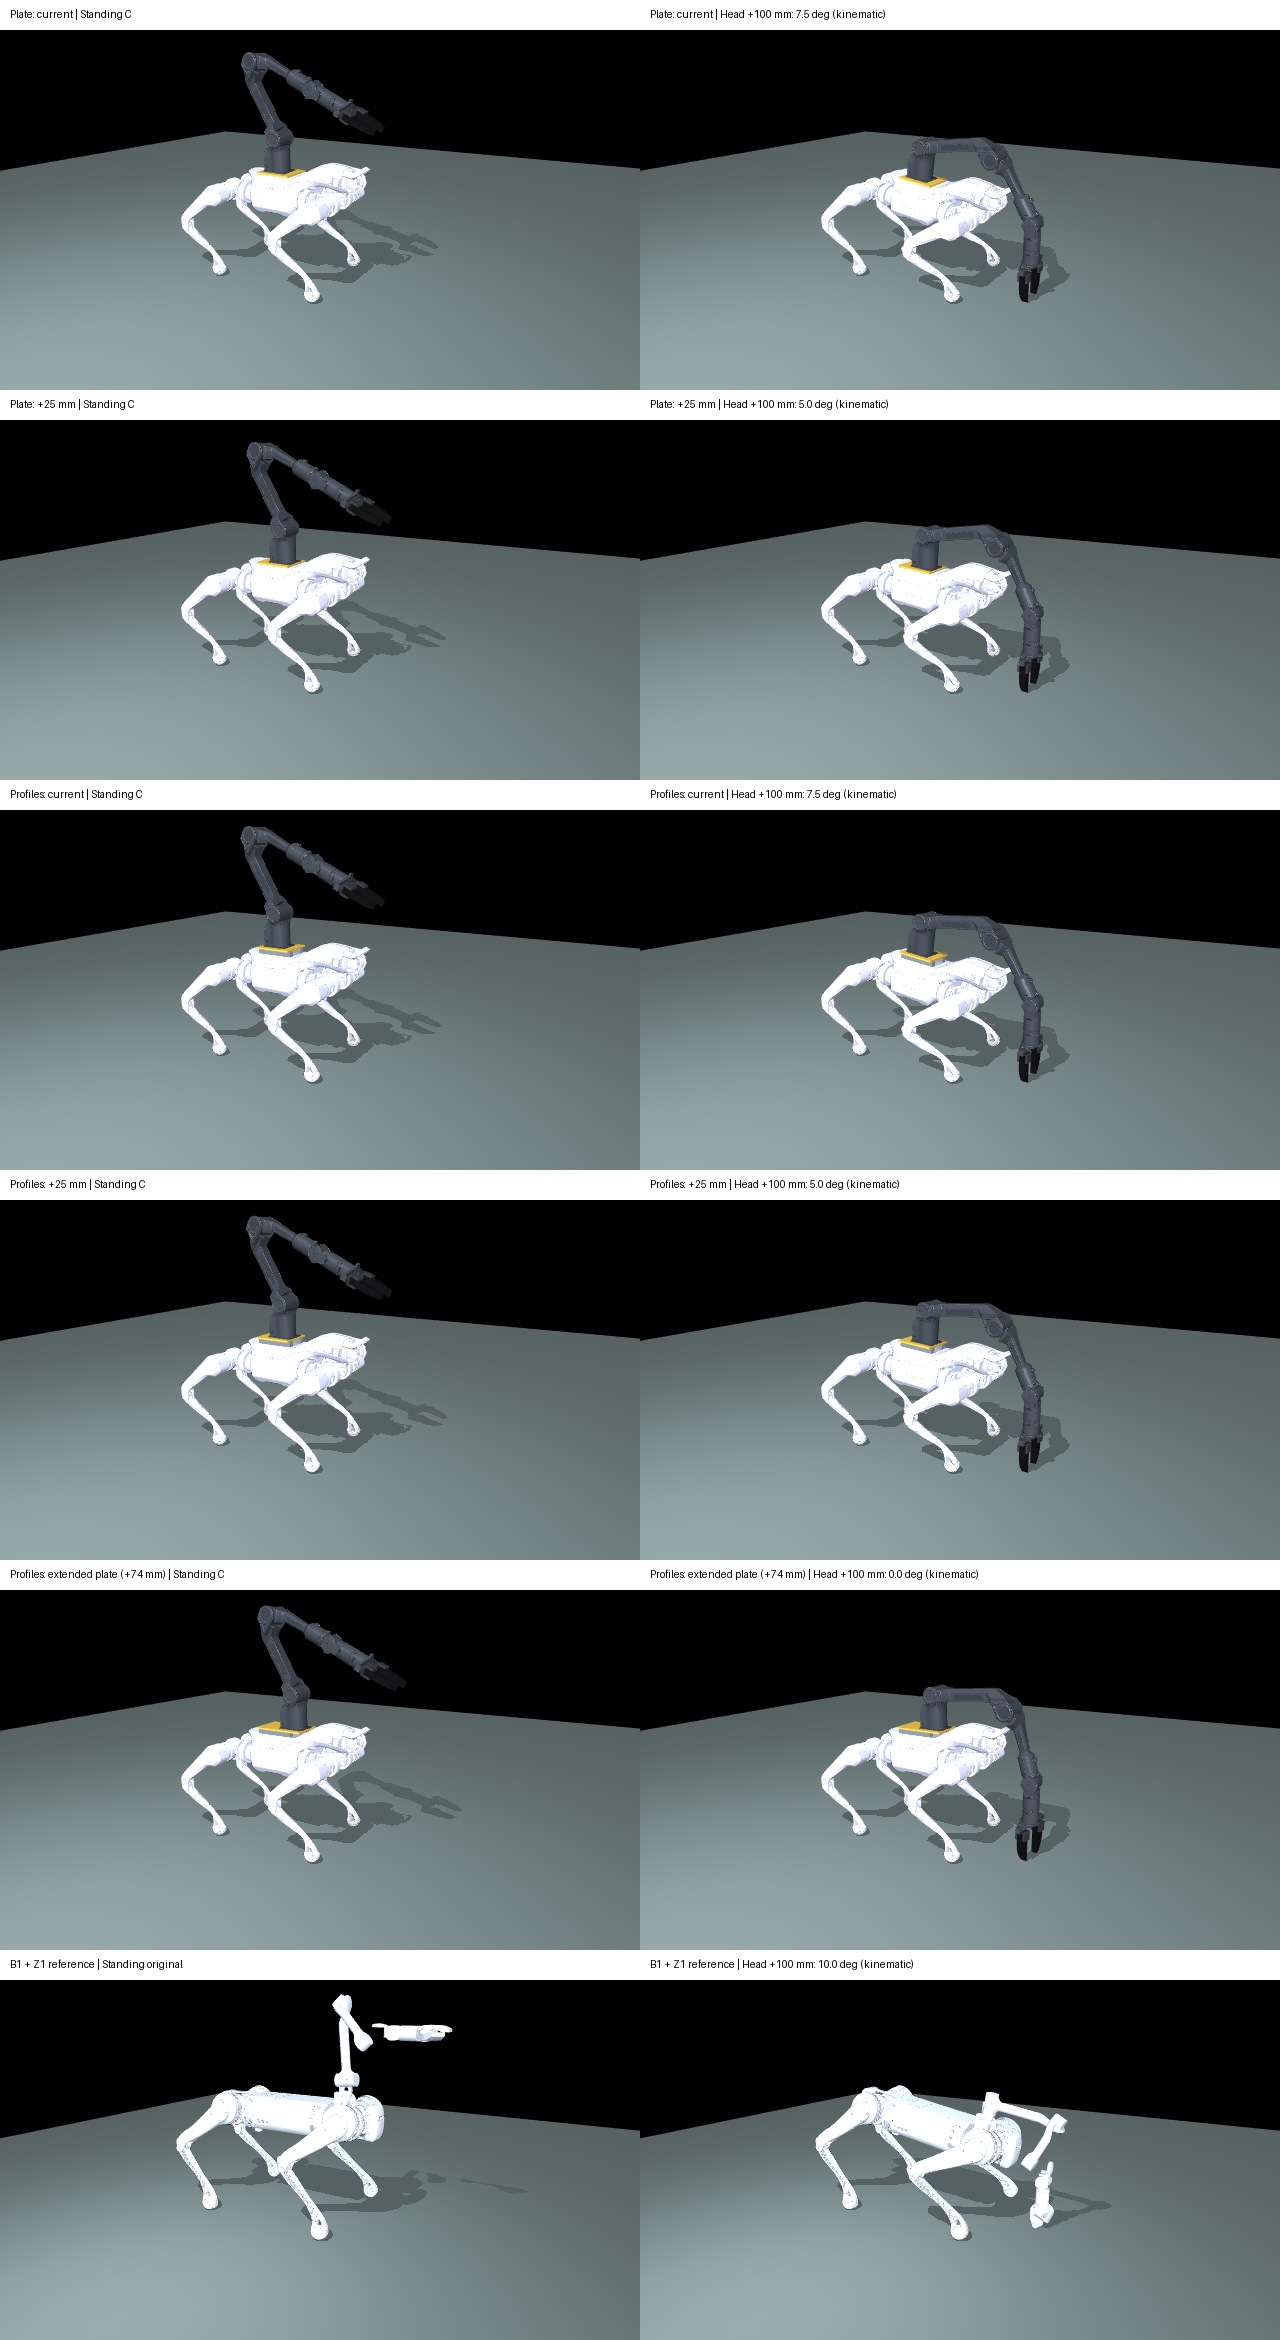 Plate: current | Standing C
Plate: current | Head +100 mm: 7.5 deg (kinematic)
Plate: +25 mm | Standing C
Plate: +25 mm | Head +100 mm: 5.0 deg (kinematic)
Profiles: current | Standing C
Profiles: current | Head +100 mm: 7.5 deg (kinematic)
Profiles: +25 mm | Standing C
Profiles: +25 mm | Head +100 mm: 5.0 deg (kinematic)
Profiles: extended plate (+74 mm) | Standing C
Profiles: extended plate (+74 mm) | Head +100 mm: 0.0 deg (kinematic)
B1 + Z1 reference | Standing original
B1 + Z1 reference | Head +100 mm: 10.0 deg (kinematic)